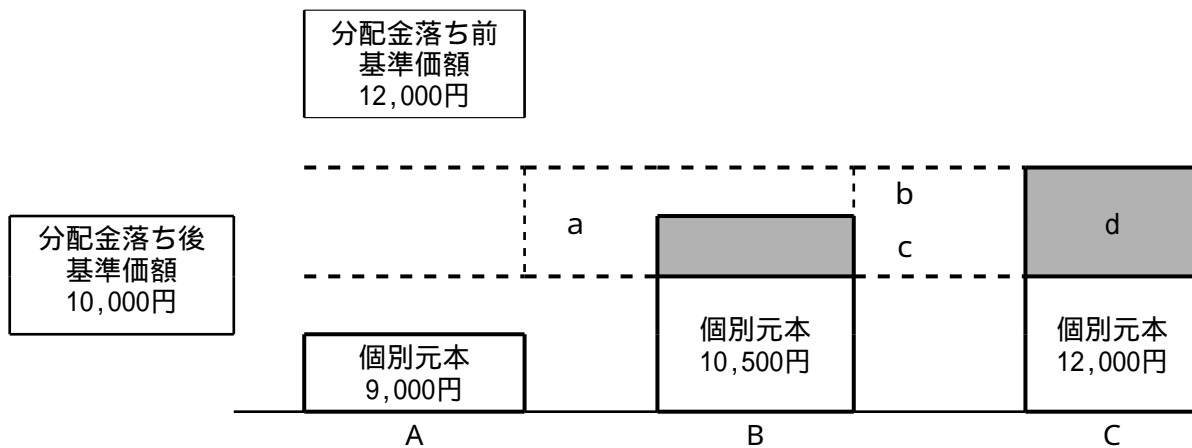 分配金落ち前
基準価額
12,000円
分配金落ち後
基準価額
10,000円
a
b
c
d
個別元本
9,000円
個別元本
10,500円
個別元本
12,000円
A
B
C